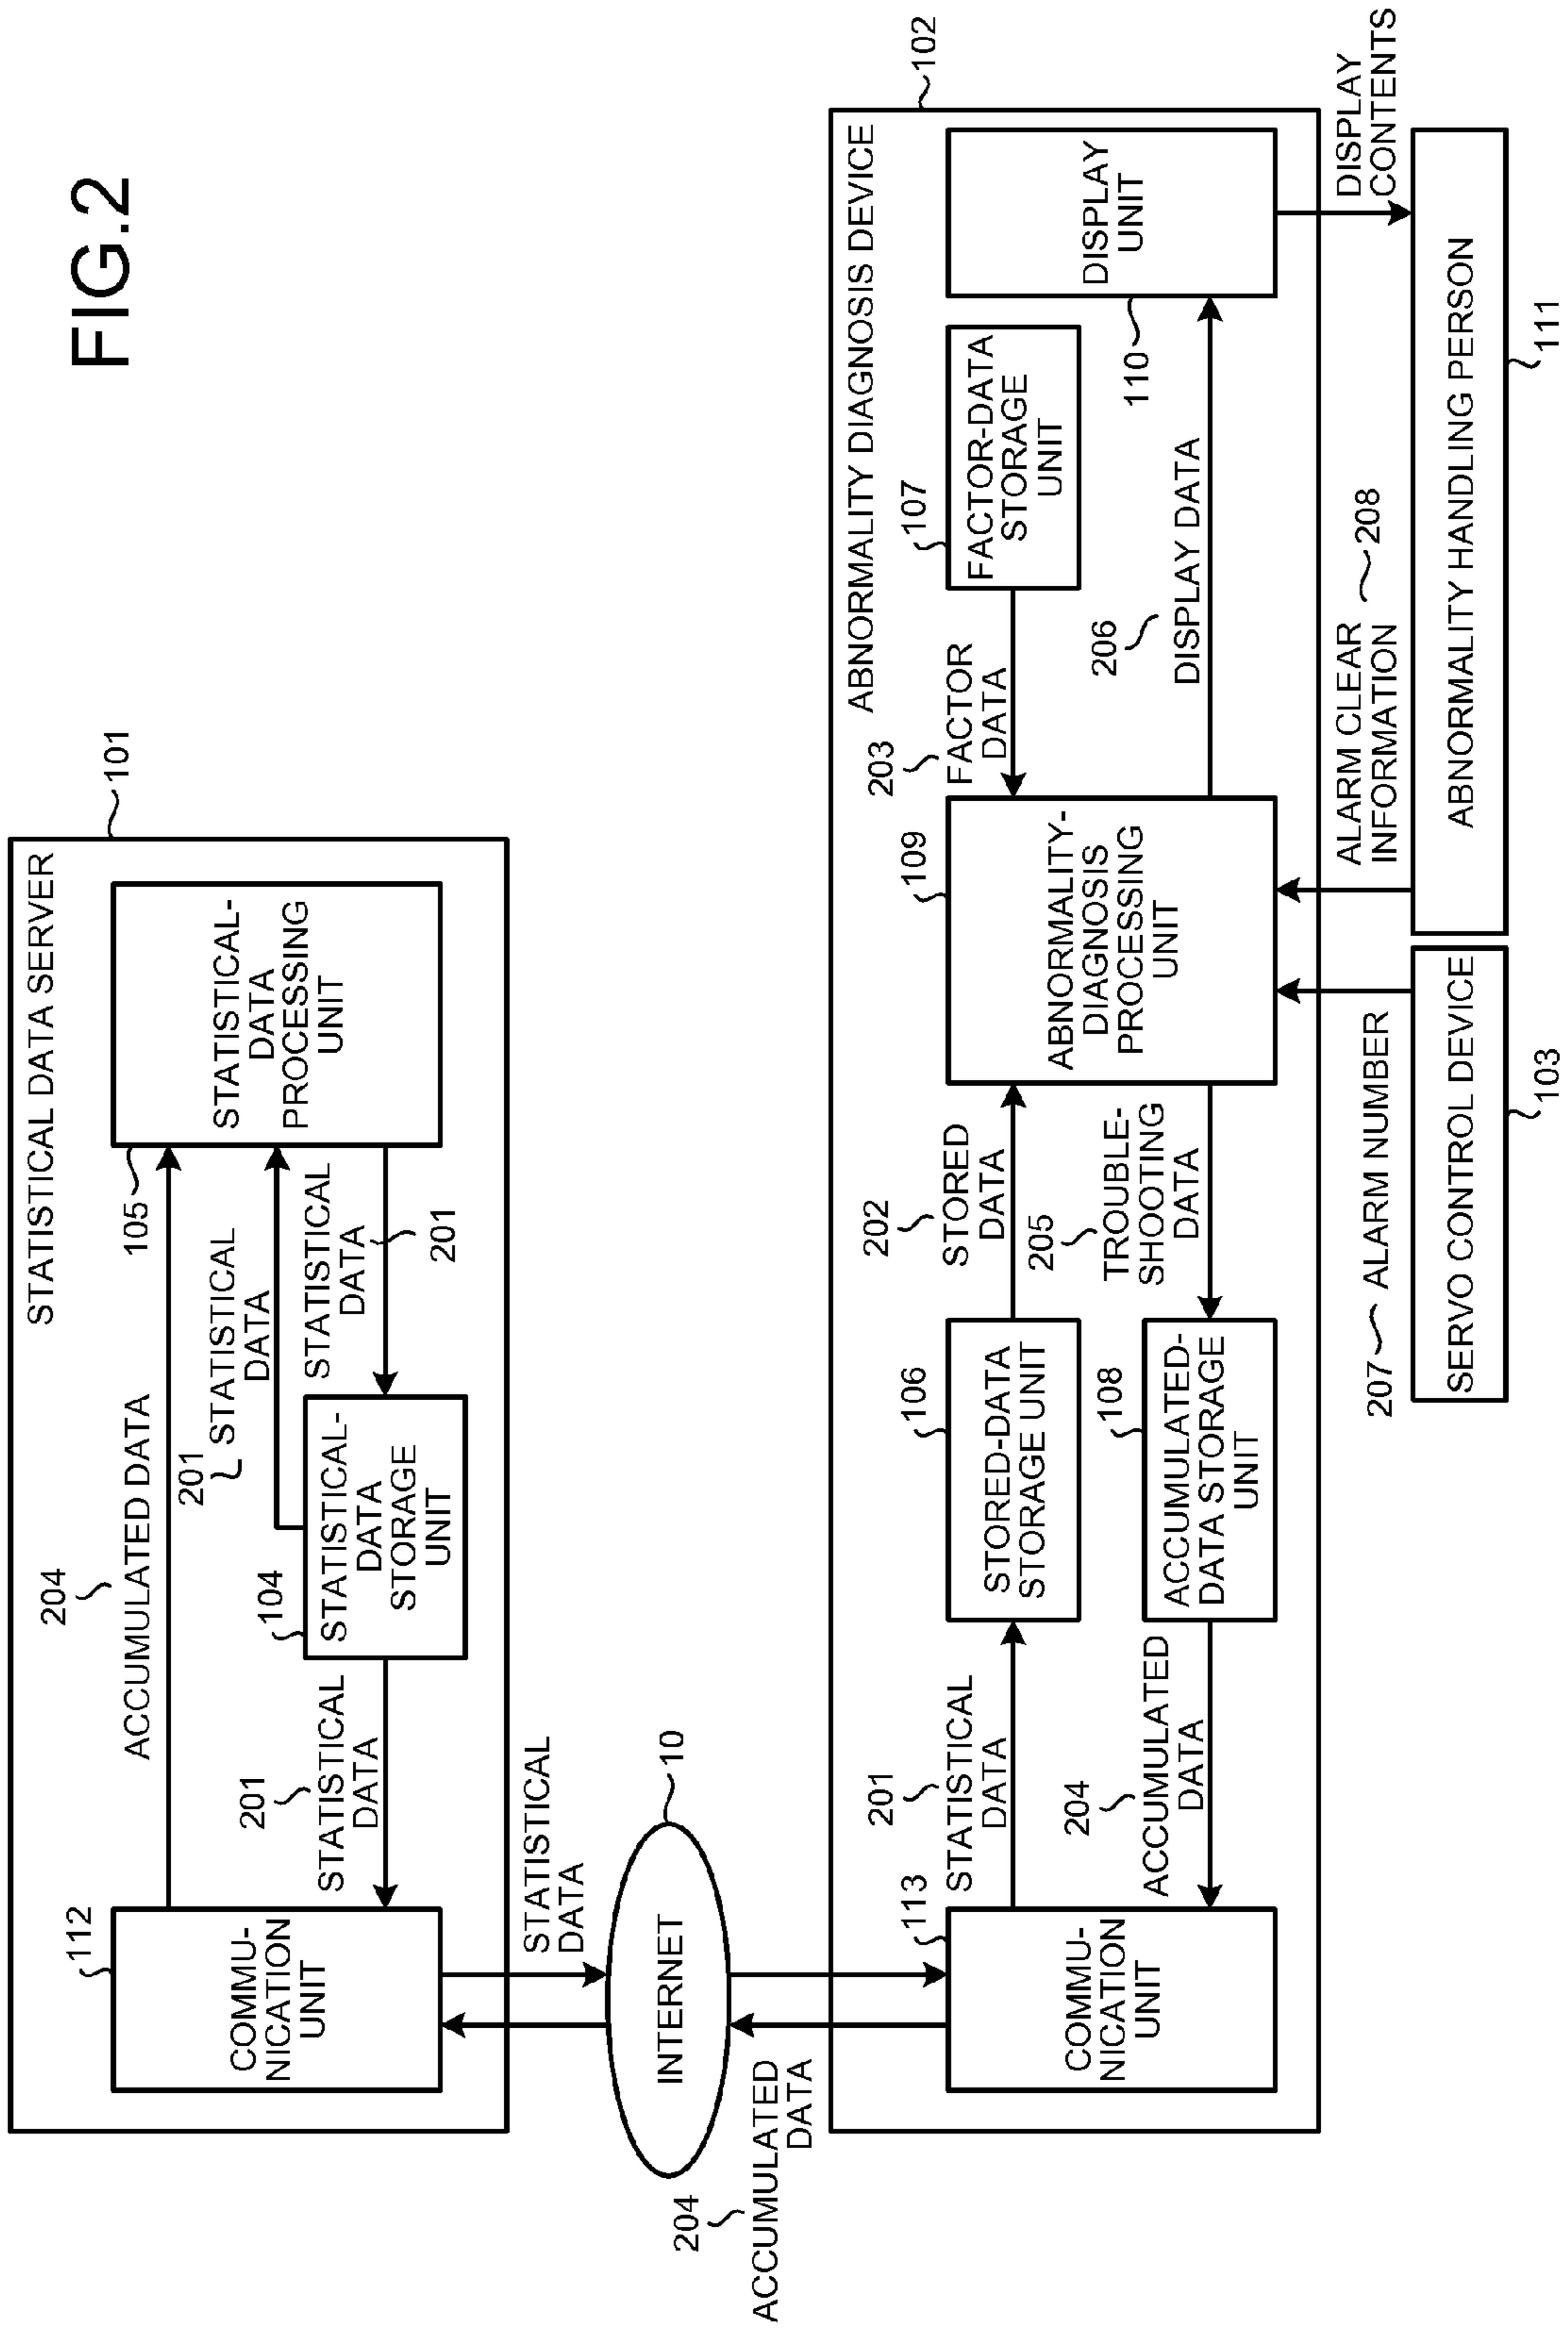 FIG.2
STATISTICAL DATA SERVER
101
112
COMMU-
NICATION
UNIT
204
ACCUMULATED DATA
105
STATISTICAL-
DATA
PROCESSING
UNIT
201
STATISTICAL
DATA
104
STATISTICAL-
DATA
STORAGE
UNIT
STATISTICAL
DATA
201
201
STATISTICAL
DATA
STATISTICAL
DATA
INTERNET
10
204
ACCUMULATED
DATA
ABNORMALITY DIAGNOSIS DEVICE
102
113
COMMU-
NICATION
UNIT
201
STATISTICAL
DATA
106
STORED-DATA
STORAGE UNIT
202
STORED
DATA
109
ABNORMALITY-
DIAGNOSIS
PROCESSING
UNIT
203
FACTOR
DATA
107
FACTOR-DATA
STORAGE
UNIT
DISPLAY
UNIT
110
204
ACCUMULATED
DATA
108
ACCUMULATED-
DATA STORAGE
UNIT
205
TROUBLE-
SHOOTING
DATA
206
DISPLAY DATA
207
ALARM NUMBER
ALARM CLEAR
INFORMATION
208
DISPLAY
CONTENTS
SERVO CONTROL DEVICE
103
ABNORMALITY HANDLING PERSON
111